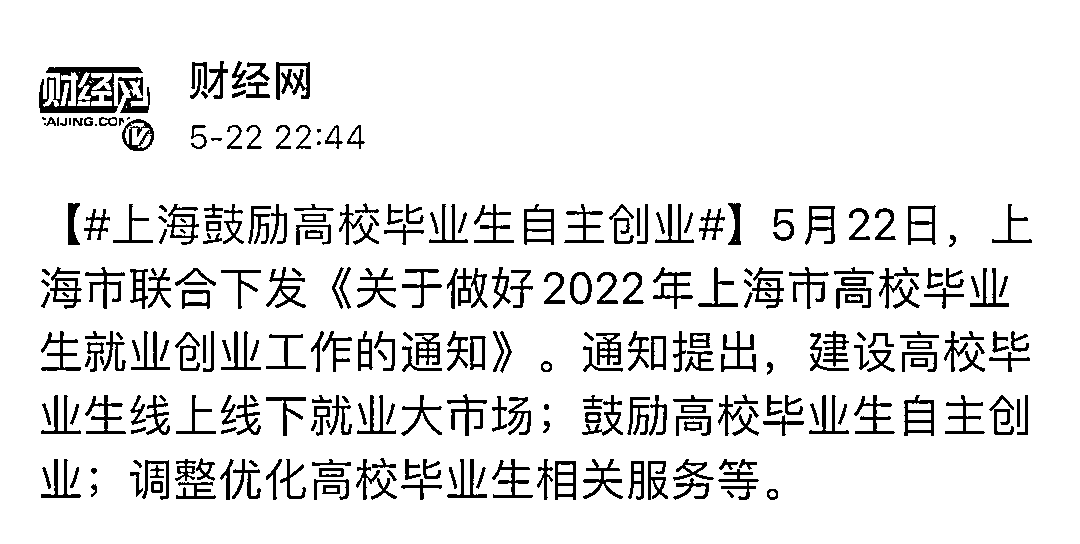 财经网
AIJING.COM
财经网
5-22 22:44
【#上海鼓励高校毕业生自主创业#】5月22日，上
海市联合下发《关于做好2022年上海市高校毕业
生就业创业工作的通知》。通知提出，建设高校毕
业生线上线下就业大市场；鼓励高校毕业生自主创
业；调整优化高校毕业生相关服务等。